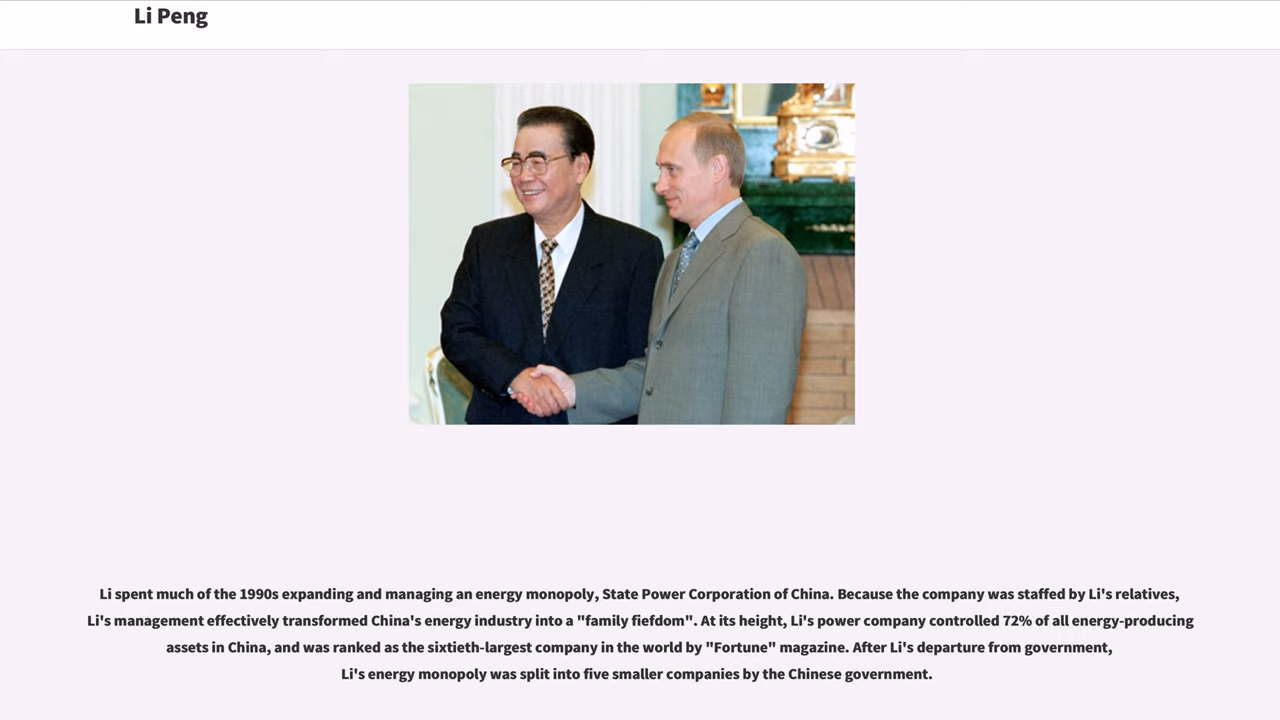 Li Peng
Li spent much of the 1990s expanding and managing an energy monopoly, State Power Corporation of China. Because the company was staffed by Li's relatives,
Li's management effectively transformed China's energy industry into a "family fiefdom". At its height, Li's power company controlled 72% of all energy-producing
assets in China, and was ranked as the sixtieth-largest company in the world by "Fortune" magazine. After Li's departure from government,
Li's energy monopoly was split into five smaller companies by the Chinese government.